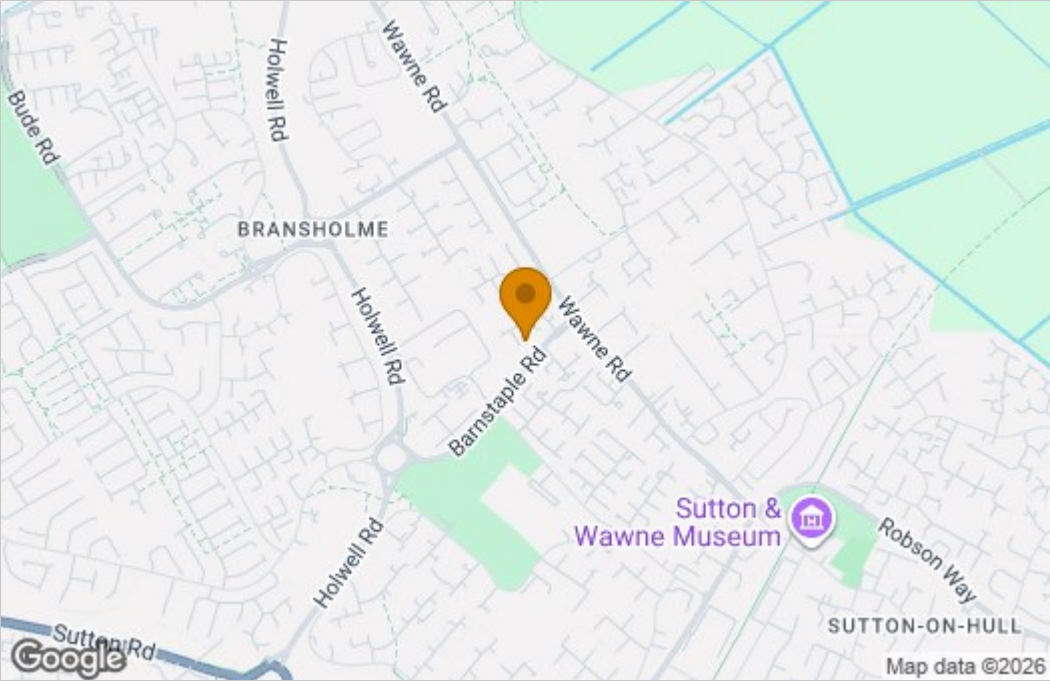 Holwell Rd
Wawne Rd
Bude Rd
BRANSHOLME
Holwell Rd
Wawne Rd
Barnstaple Rd
Sutton &
Wawne Museum
Robson Way
Holwell Rd
SUTTON-ON-HULL
Sutton Rd
Google
Map data ©2026